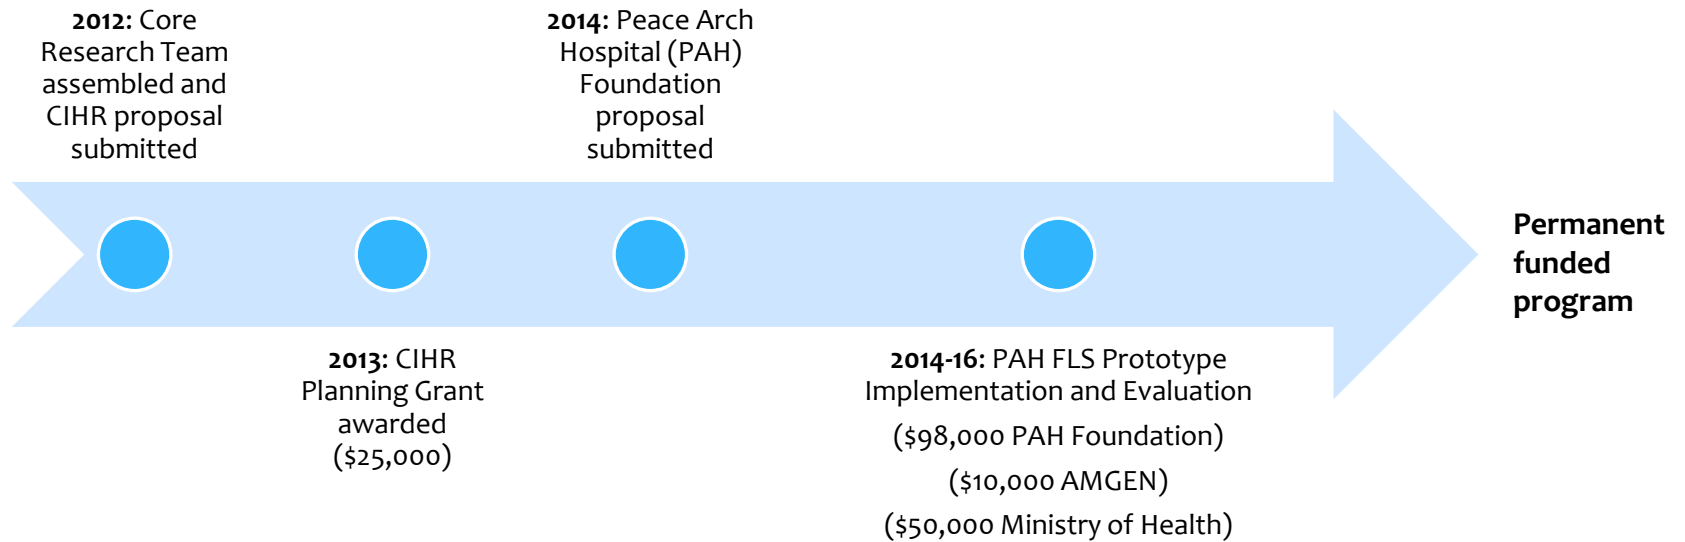 2012: Core
Research Team
assembled and
CIHR proposal
submitted
2013: CIHR
Planning Grant
awarded
($25,000)
2014: Peace Arch
Hospital (PAH)
Foundation
proposal
submitted
2014-16: PAH FLS Prototype
Implementation and Evaluation
($98,000 PAH Foundation)
($10,000 AMGEN)
($50,000 Ministry of Health)
Permanent
funded
program